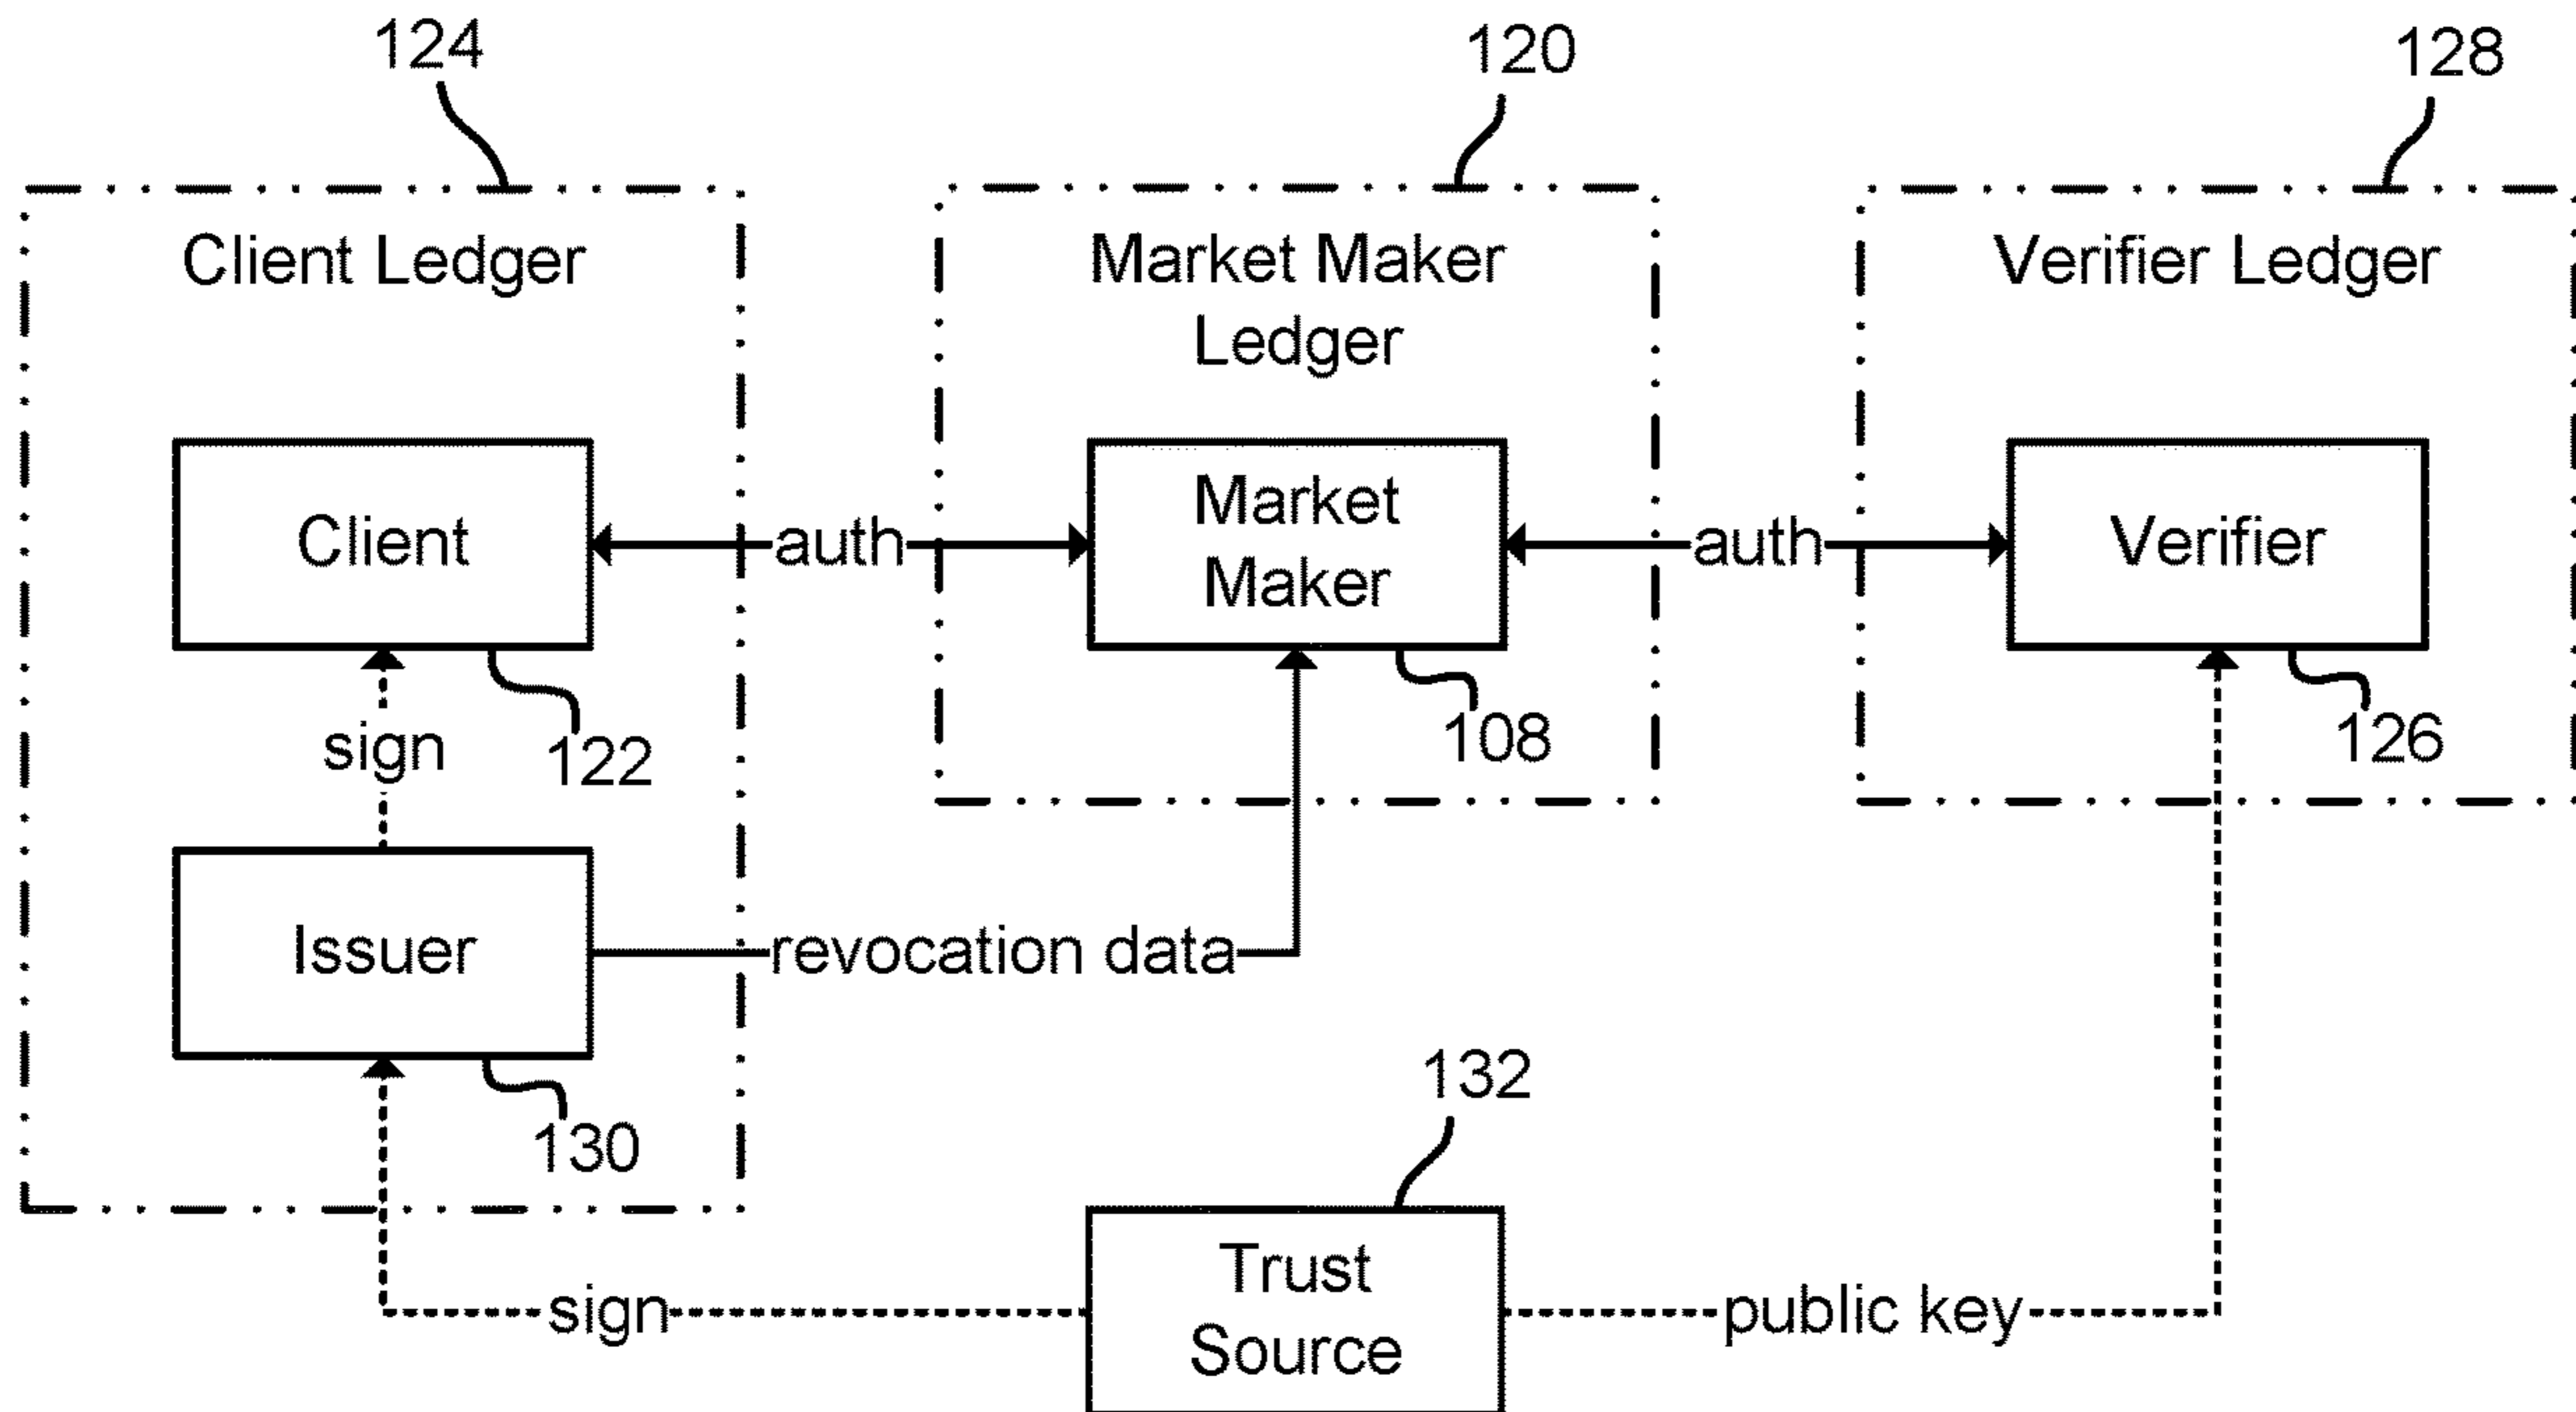 124
120
128
Client Ledger
Market Maker
Ledger
Verifier Ledger
Client
auth
Market
Maker
auth
Verifier
sign
122
108
126
Issuer
revocation data
130
132
sign
Trust
Source
public key